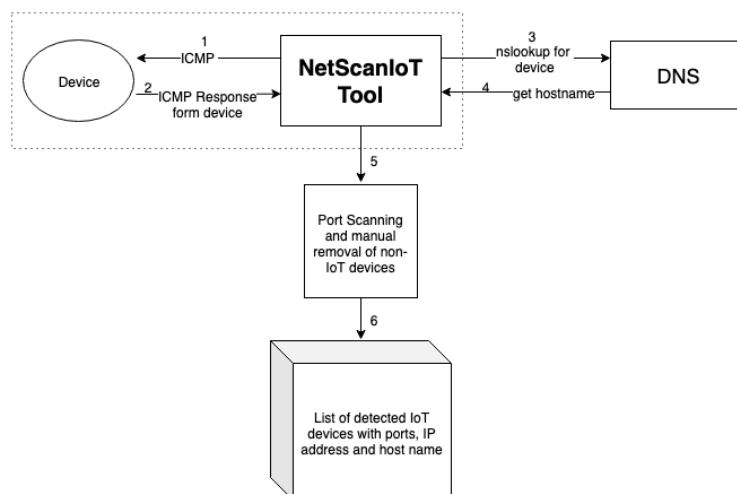 1
ICMP
Device
2
ICMP Response
form device
NetScanIoT
Tool
3
nslookup for
device
4
get hostname
DNS
5
Port Scanning
and manual
removal of non-
IoT devices
6
List of detected IoT
devices with ports, IP
address and host name